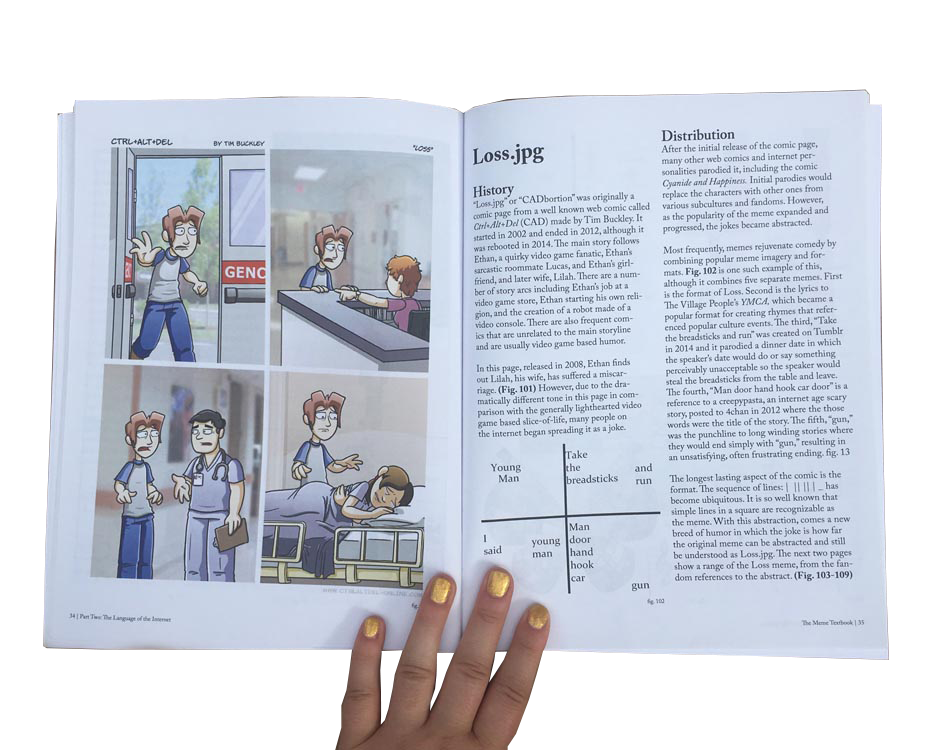 CTRL+ALT+DEL
BY TIM BUCKLEY
"LOSS"
GENC
WWW.CTRLALTDEL-ONLINE.COM
fig.
34 | Part Two: The Language of the Internet
Loss.jpg
History
"Loss.jpg" or "CADbortion" was originally a
comic page from a well known web comic called
Ctrl+Alt+Del (CAD) made by Tim Buckley. It
started in 2002 and ended in 2012, although it
was rebooted in 2014. The main story follows
Ethan, a quirky video game fanatic, Ethan's
sarcastic roommate Lucas, and Ethan's girl-
friend, and later wife, Lilah. There are a num-
ber of story arcs including Ethan's job at a
video game store, Ethan starting his own reli-
gion, and the creation of a robot made of a
video console. There are also frequent com-
ics that are unrelated to the main storyline
and are usually video game based humor.
In this page, released in 2008, Ethan finds
out Lilah, his wife, has suffered a miscar-
riage. (Fig. 101) However, due to the dra-
matically different tone in this page in com-
parison with the generally lighthearted video
game based slice-of-life, many people on
the internet began spreading it as a joke.
Young
Man
Take
the and
breadsticks run
I
said young
man
Man
door
hand
hook
car
gun
fig. 102
Distribution
After the initial release of the comic page,
many other web comics and internet per-
sonalities parodied it, including the comic
Cyanide and Happiness. Initial parodies would
replace the characters with other ones from
various subcultures and fandoms. However,
as the popularity of the meme expanded and
progressed, the jokes became abstracted.
Most frequently, memes rejuvenate comedy by
combining popular meme imagery and for-
mats. Fig. 102 is one such example of this,
although it combines five separate memes. First
is the format of Loss. Second is the lyrics to
The Village People's YMCA, which became a
popular format for creating rhymes that refer-
enced popular culture events. The third, "Take
the breadsticks and run" was created on Tumblr
in 2014 and it parodied a dinner date in which
the speaker's date would do or say something
perceivably unacceptable so the speaker would
steal the breadsticks from the table and leave.
The fourth, "Man door hand hook car door" is a
reference to a creepypasta, an internet age scary
story, posted to 4chan in 2012 where the those
words were the title of the story. The fifth, "gun,"
was the punchline to long winding stories where
they would end simply with "gun," resulting in
an unsatisfying, often frustrating ending. fig. 13
The longest lasting aspect of the comic is the
format. The sequence of lines: | || || | _ has
become ubiquitous. It is so well known that
simple lines in a square are recognizable as
the meme. With this abstraction, comes a new
breed of humor in which the joke is how far
the original meme can be abstracted and still
be understood as Loss.jpg. The next two pages
show a range of the Loss meme, from the fan-
dom references to the abstract. (Fig. 103-109)
The Meme Textbook | 35